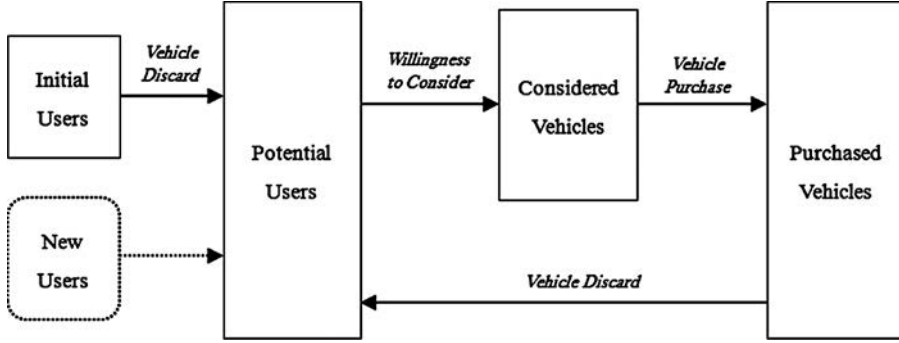 Initial
Users
Vehicle
Discard
New
Users
Potential
Users
Willingness
to Consider
Considered
Vehicles
Vehicle
Purchase
Purchased
Vehicles
Vehicle Discard